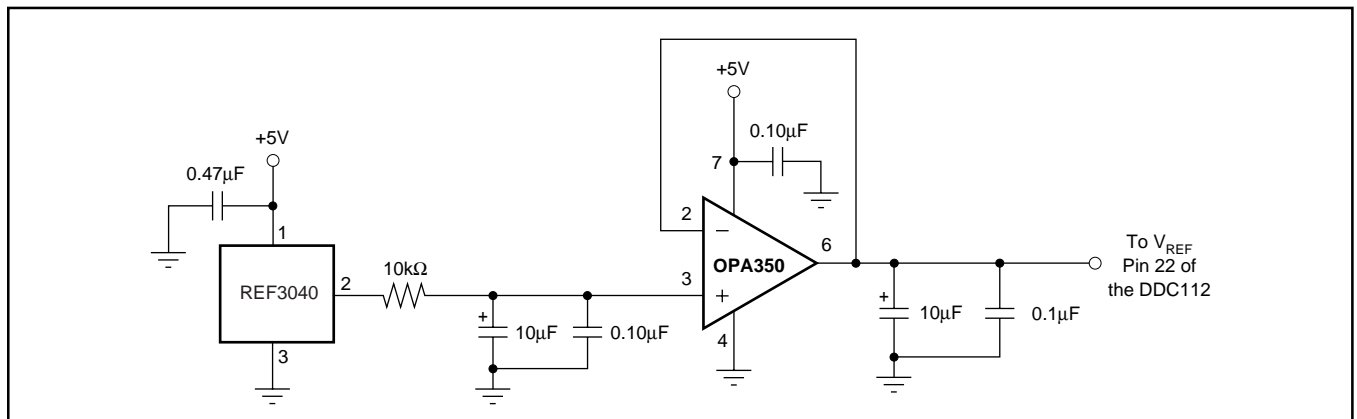 +5V
0.47µF
1
REF3040
2
3
10kΩ
+
10µF
0.10µF
+5V
7
0.10µF
2
−
OPA350
3
+
4
6
+
10µF
0.1µF
To VREF
Pin 22 of
the DDC112